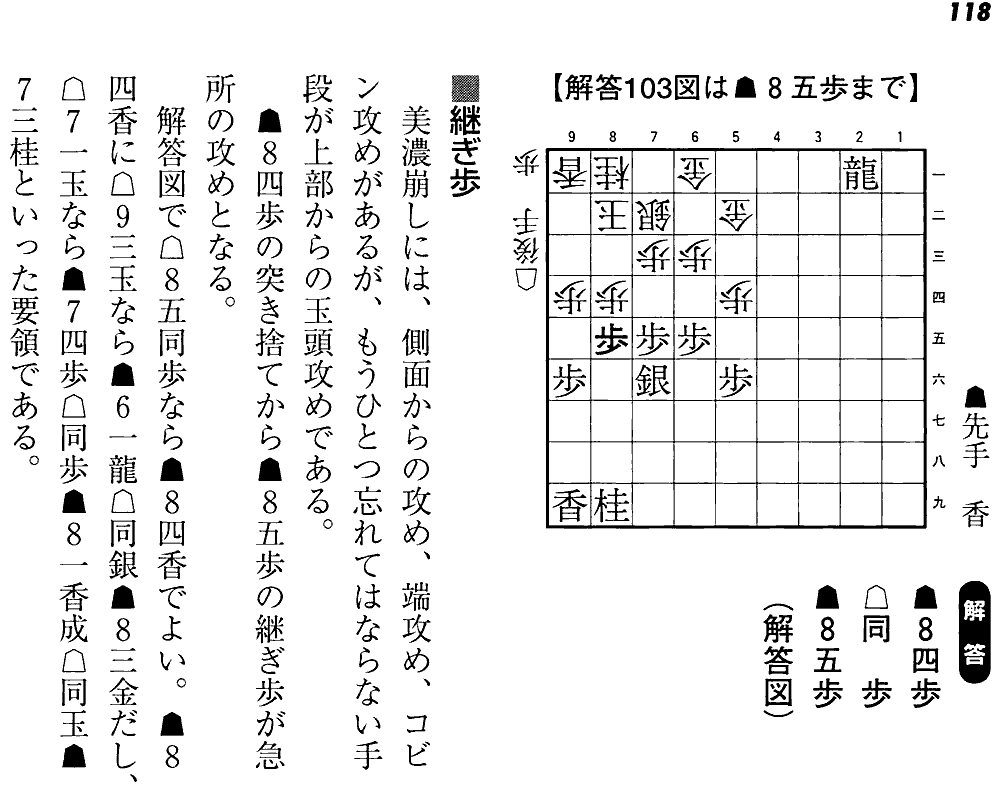 118
【解答103図は☗８五歩まで】
9 8 7 6 5 4 3 2 1
香 桂 金 龍 一
王 銀 金 二
歩 歩 三
歩 歩 歩 四
歩 歩 歩 五
歩 銀 歩 六
七
八
香 桂 九
☖後手 歩
☗先手 香
解答
☗８四歩
☖同　歩
☗８五歩
（解答図）
■継ぎ歩
美濃崩しには、側面からの攻め、端攻め、コビ
ン攻めがあるが、もうひとつ忘れてはならない手
段が上部からの玉頭攻めである。
☗８四歩の突き捨てから☗８五歩の継ぎ歩が急
所の攻めとなる。
解答図で☖８五同歩なら☗８四香でよい。☗８
四香に☖９三玉なら☗６一龍☖同銀☗８三金だし、
☖７一玉なら☗７四歩☖同歩☗８一香成☖同玉☗
７三桂といった要領である。